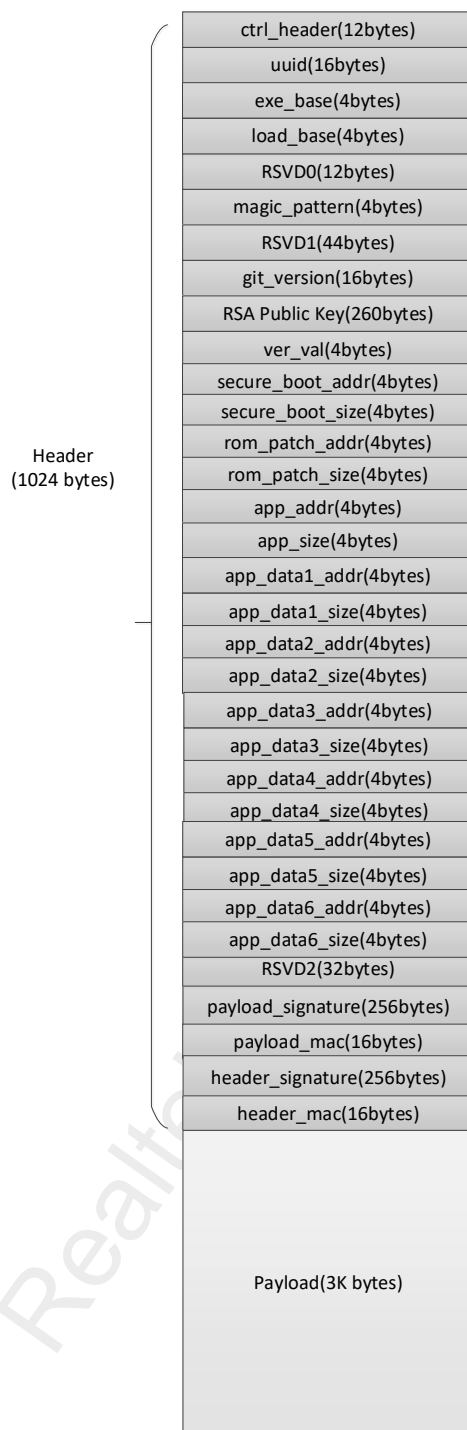 ctrl_header(12bytes)
uuid(16bytes)
exe_base(4bytes)
load_base(4bytes)
RSVD0(12bytes)
magic_pattern(4bytes)
RSVD1(44bytes)
git_version(16bytes)
RSA Public Key(260bytes)
ver_val(4bytes)
secure_boot_addr(4bytes)
secure_boot_size(4bytes)
Header
(1024 bytes)
rom_patch_addr(4bytes)
rom_patch_size(4bytes)
app_addr(4bytes)
app_size(4bytes)
app_data1_addr(4bytes)
app_data1_size(4bytes)
app_data2_addr(4bytes)
app_data2_size(4bytes)
app_data3_addr(4bytes)
app_data3_size(4bytes)
app_data4_addr(4bytes)
app_data4_size(4bytes)
app_data5_addr(4bytes)
app_data5_size(4bytes)
app_data6_addr(4bytes)
app_data6_size(4bytes)
RSVD2(32bytes)
payload_signature(256bytes)
payload_mac(16bytes)
header_signature(256bytes)
header_mac(16bytes)
Payload(3K bytes)